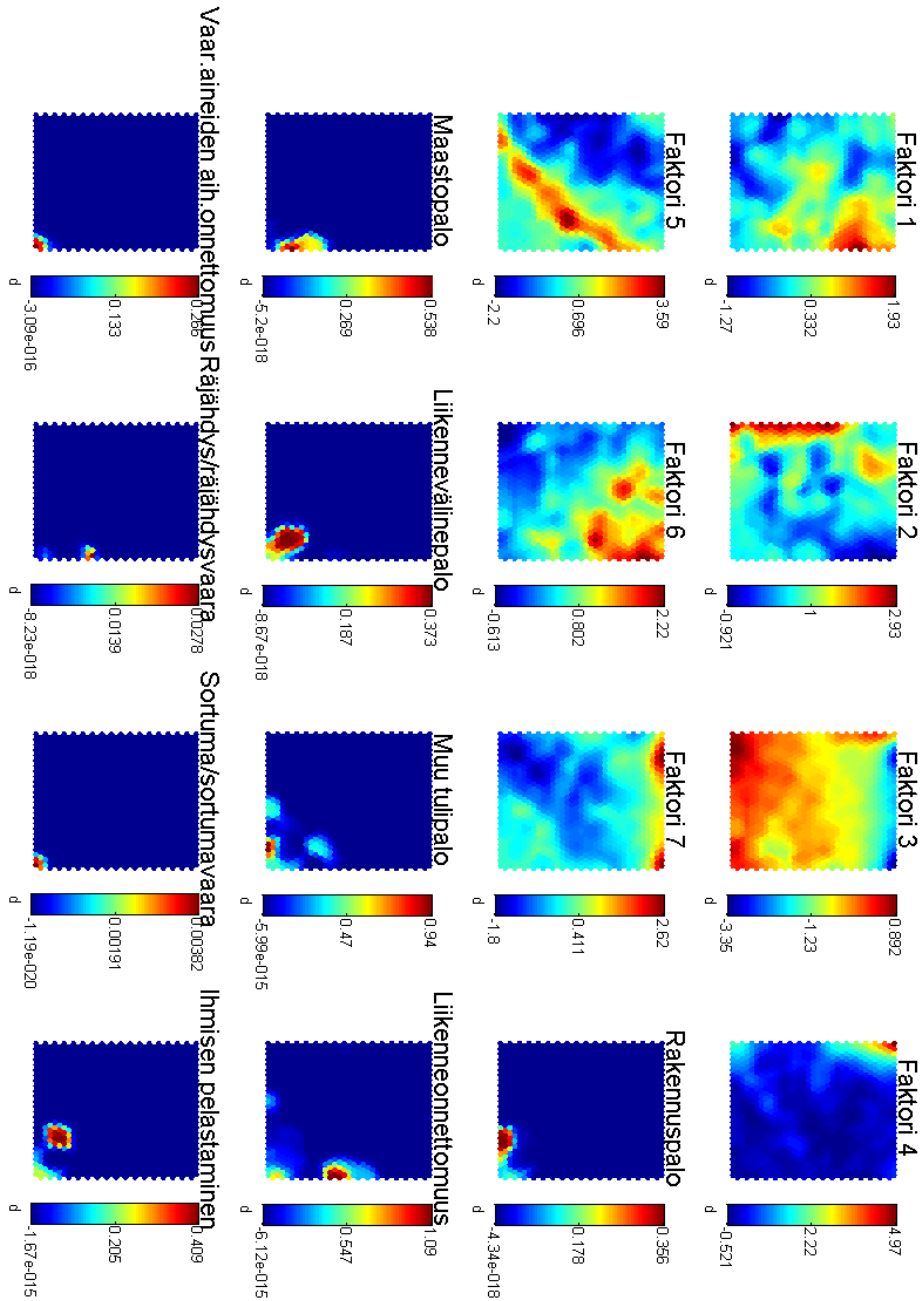 Faktori 1
1.93
0.332
-1.27
d
Faktori 2
2.93
1
-0.921
d
Faktori 3
0.892
-1.23
-3.35
d
Faktori 4
4.97
2.22
-0.521
d
Faktori 5
3.59
0.696
-2.2
d
Faktori 6
2.22
0.802
-0.613
d
Faktori 7
2.62
0.411
-1.8
d
Rakennuspalo
0.356
0.178
-4.34e-018
d
Maastopalo
0.538
0.269
-5.2e-018
d
Liikennevälinepalo
0.373
0.187
-8.67e-018
d
Muu tulipalo
0.94
0.47
-5.99e-015
d
Liikenneonnettomuus
1.09
0.547
-6.12e-016
d
Vaar.aineiden aih.onnettomuus
0.266
0.133
-3.09e-016
d
Räjähdys/räjähdysvaara
0.0278
0.0139
-8.23e-018
d
Sortuma/sortumavaara
0.00382
0.00191
-1.19e-020
d
Ihmisen pelastaminen
0.409
0.205
-1.67e-015
d